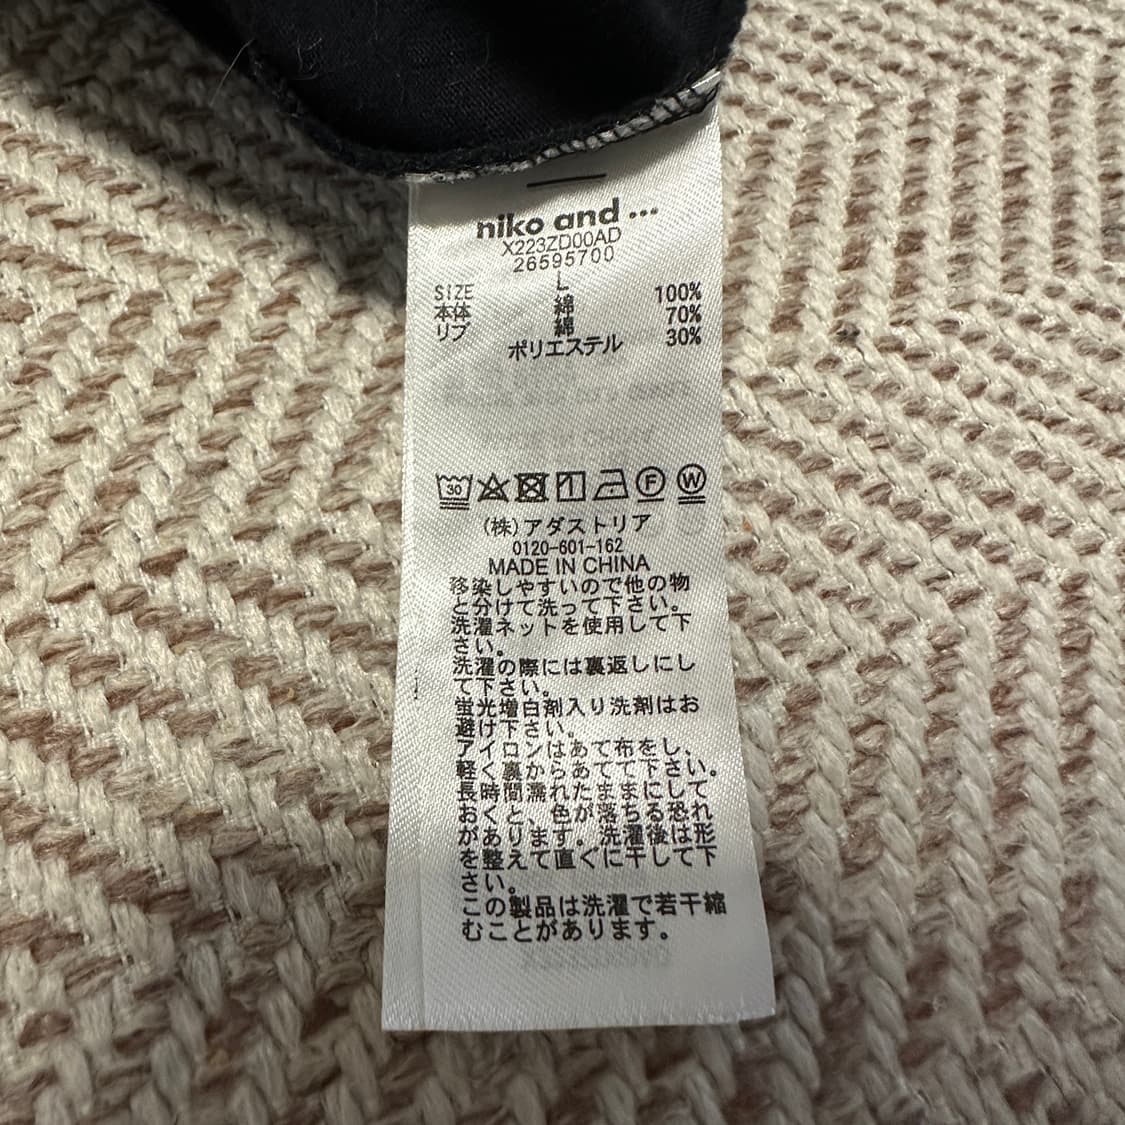 niko and ...
X223ZD00AD
26595700
SIZE L
本体 綿 100%
リブ 綿 70%
ポリエステル 30%
30 F W
(株)アダストリア
0120-601-162
MADE IN CHINA
移染しやすいので他の物
と分けて洗って下さい。
洗濯ネットを使用して下
さい。
洗濯の際には裏返しにし
て下さい。
蛍光増白剤入り洗剤はお
避け下さい。
アイロンはあて布をし、
軽く裏からあてて下さい。
長時間濡れたままにして
おくと、色が落ちる恐れ
があります。洗濯後は形
を整えて直ぐに干して下
さい。
この製品は洗濯で若干縮
むことがあります。